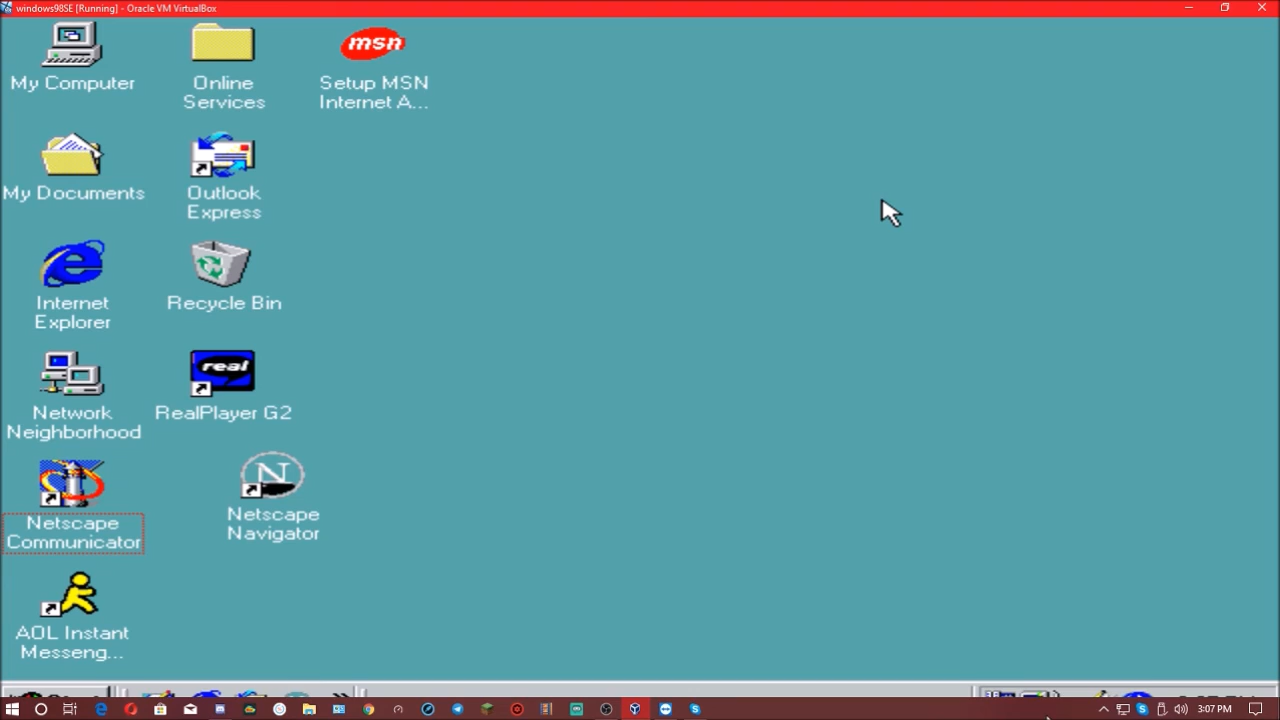 windows98SE [Running] - Oracle VM VirtualBox
My Computer
Online
Services
msn
Setup MSN
Internet A...
My Documents
Outlook
Express
Internet
Explorer
Recycle Bin
Network
Neighborhood
real
RealPlayer G2
Netscape
Communicator
N
Netscape
Navigator
AOL Instant
Messeng...
3:07 PM